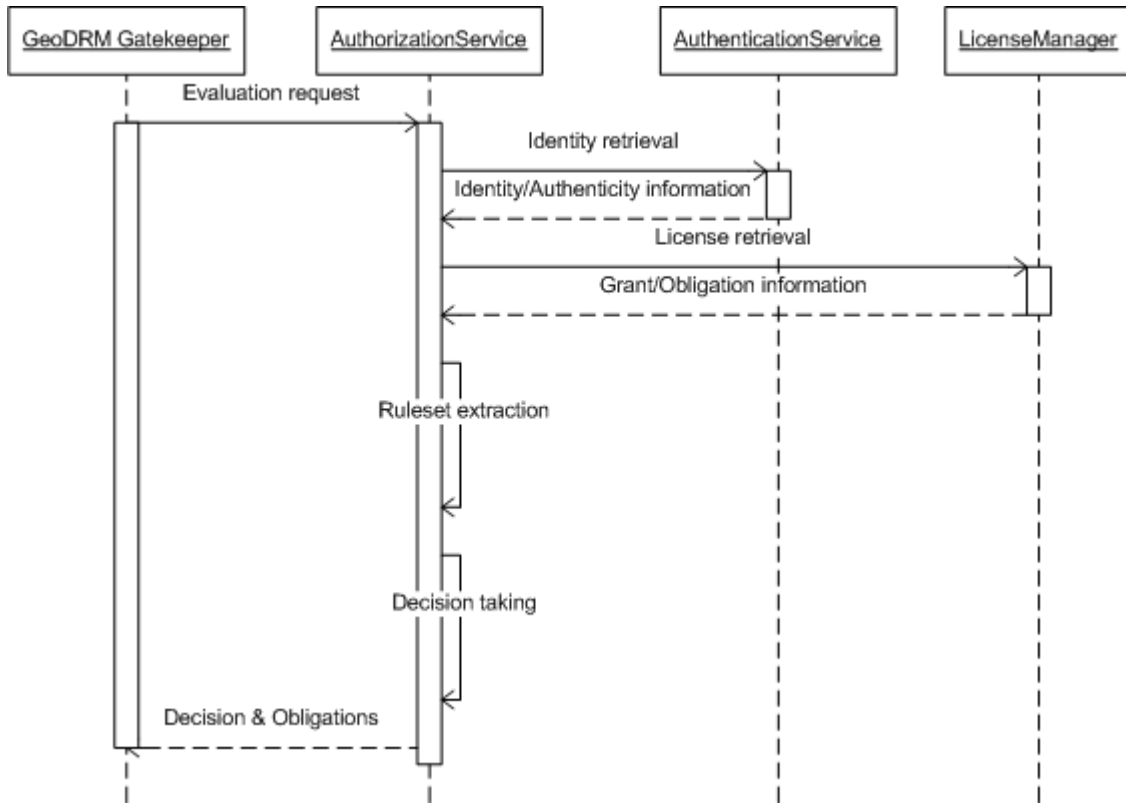 GeoDRM Gatekeeper
AuthorizationService
AuthenticationService
LicenseManager
Evaluation request
Identity retrieval
Identity/Authenticity information
License retrieval
Grant/Obligation information
Ruleset extraction
Decision taking
Decision & Obligations